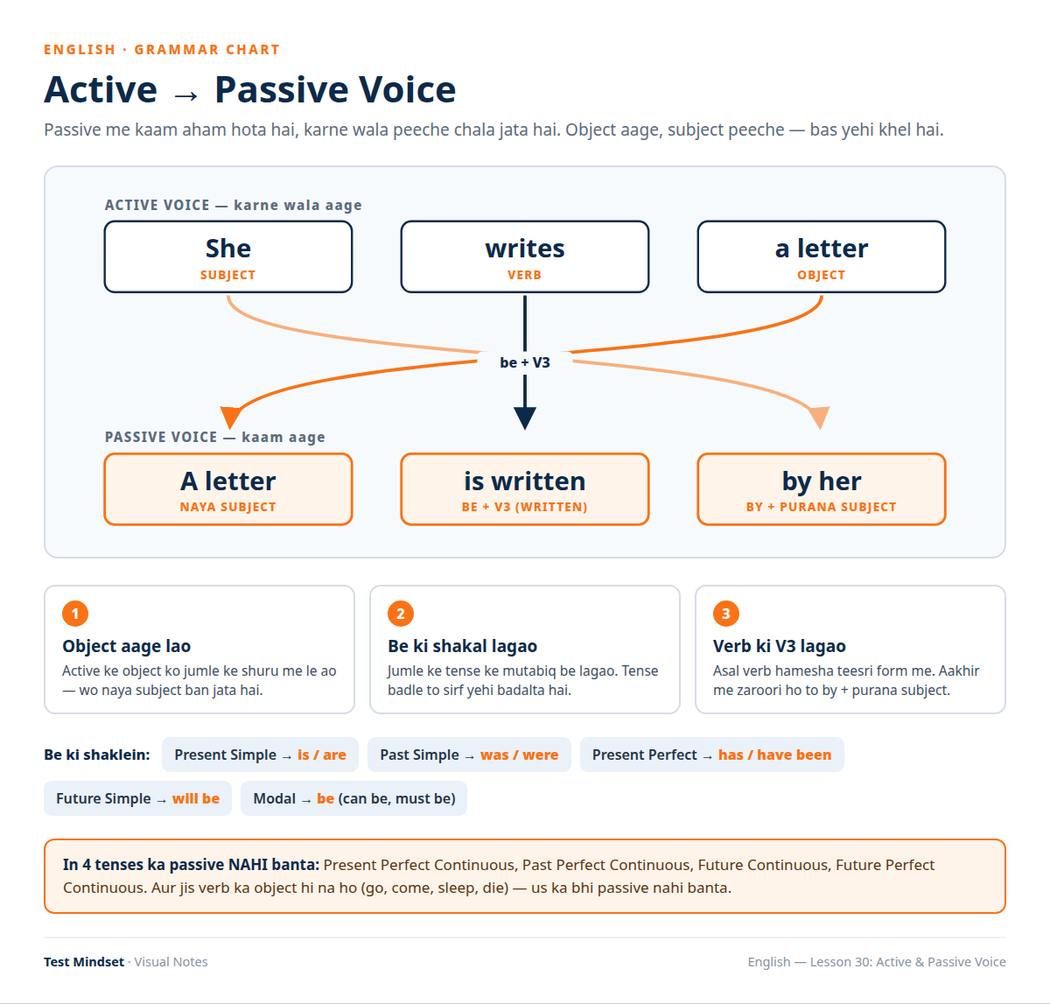 ENGLISH · GRAMMAR CHART
Active → Passive Voice
Passive me kaam aham hota hai, karne wala peeche chala jata hai. Object aage, subject peeche — bas yehi khel hai.
ACTIVE VOICE — karne wala aage
She
SUBJECT
writes
VERB
a letter
OBJECT
be + V3
PASSIVE VOICE — kaam aage
A letter
NAYA SUBJECT
is written
BE + V3 (WRITTEN)
by her
BY + PURANA SUBJECT
1
Object aage lao
Active ke object ko jumle ke shuru me le ao
— wo naya subject ban jata hai.
2
Be ki shakal lagao
Jumle ke tense ke mutabiq be lagao. Tense
badle to sirf yehi badalta hai.
3
Verb ki V3 lagao
Asal verb hamesha teesri form me. Aakhir
me zaroori ho to by + purana subject.
Be ki shaklein: Present Simple → is / are Past Simple → was / were Present Perfect → has / have been
Future Simple → will be Modal → be (can be, must be)
In 4 tenses ka passive NAHI banta: Present Perfect Continuous, Past Perfect Continuous, Future Continuous, Future Perfect
Continuous. Aur jis verb ka object hi na ho (go, come, sleep, die) — us ka bhi passive nahi banta.
Test Mindset · Visual Notes
English — Lesson 30: Active & Passive Voice